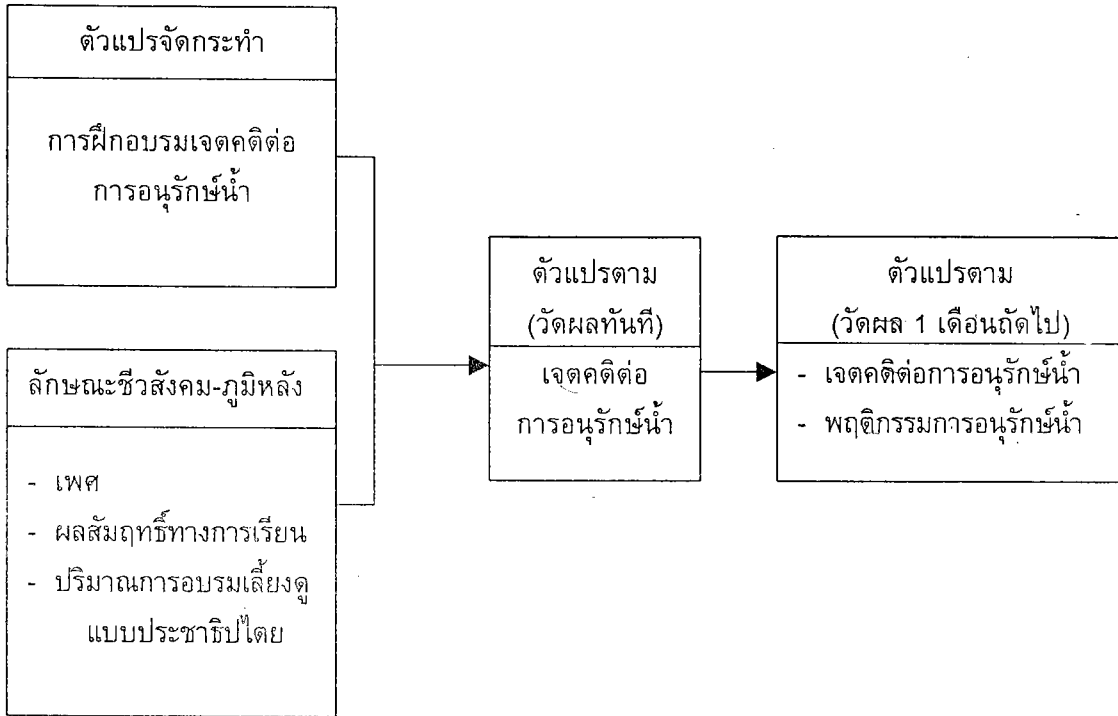 ตัวแปรจัดกระทำ
การฝึกอบรมเจตคติต่อ
การอนุรักษ์น้ำ
ลักษณะชีวสังคม-ภูมิหลัง
- เพศ
- ผลสัมฤทธิ์ทางการเรียน
- ปริมาณการอบรมเลี้ยงดู
แบบประชาธิปไตย
ตัวแปรตาม
(วัดผลทันที)
เจตคติต่อ
การอนุรักษ์น้ำ
ตัวแปรตาม
(วัดผล 1 เดือนถัดไป)
- เจตคติต่อการอนุรักษ์น้ำ
- พฤติกรรมการอนุรักษ์น้ำ